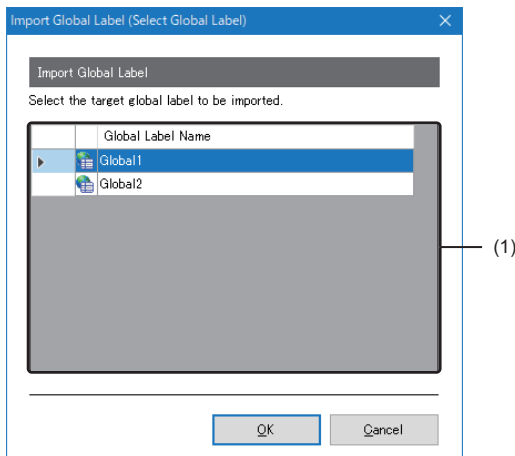 Import Global Label (Select Global Label)
Import Global Label
Select the target global label to be imported.
Global Label Name
Global1
Global2
(1)
OK Cancel